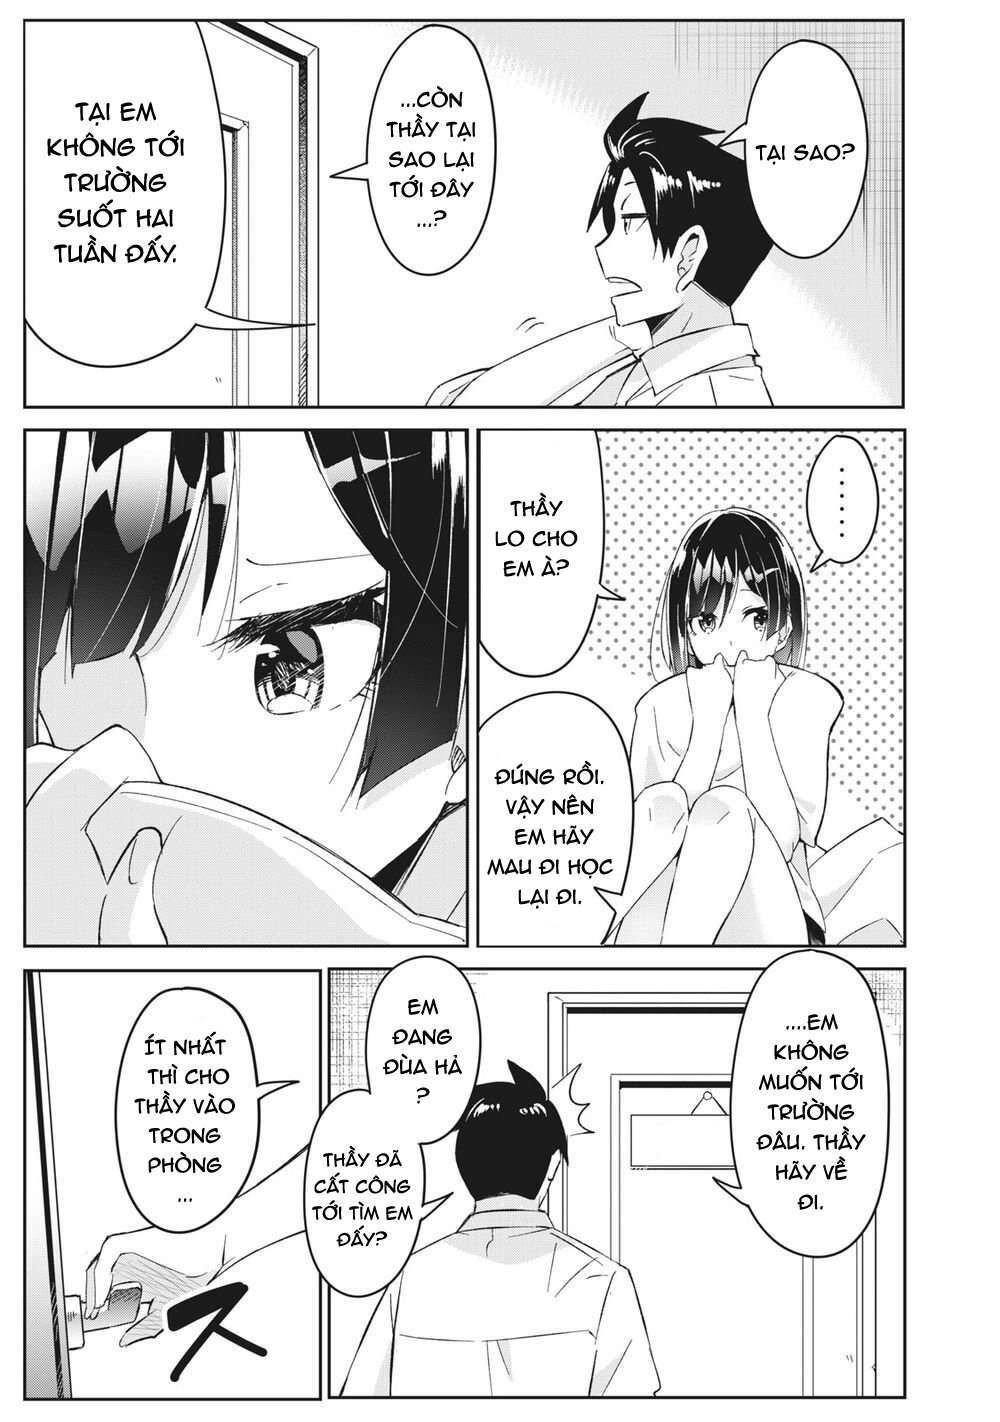 TẠI SAO?
...CÒN
THẦY TẠI
SAO LẠI
TỚI ĐÂY
...?
TẠI EM
KHÔNG TỚI
TRƯỜNG
SUỐT HAI
TUẦN ĐẤY.
......
THẦY
LO CHO
EM À?
ĐÚNG RỒI.
VẬY NÊN
EM HÃY
MAU ĐI HỌC
LẠI ĐI.
....EM
KHÔNG
MUỐN TỚI
TRƯỜNG
ĐÂU. THẦY
HÃY VỀ
ĐI.
EM
ĐANG
ĐÙA HẢ
?
THẦY ĐÃ
CẤT CÔNG
TỚI TÌM EM
ĐẤY?
ÍT NHẤT
THÌ CHO
THẦY VÀO
TRONG
PHÒNG
...
ス